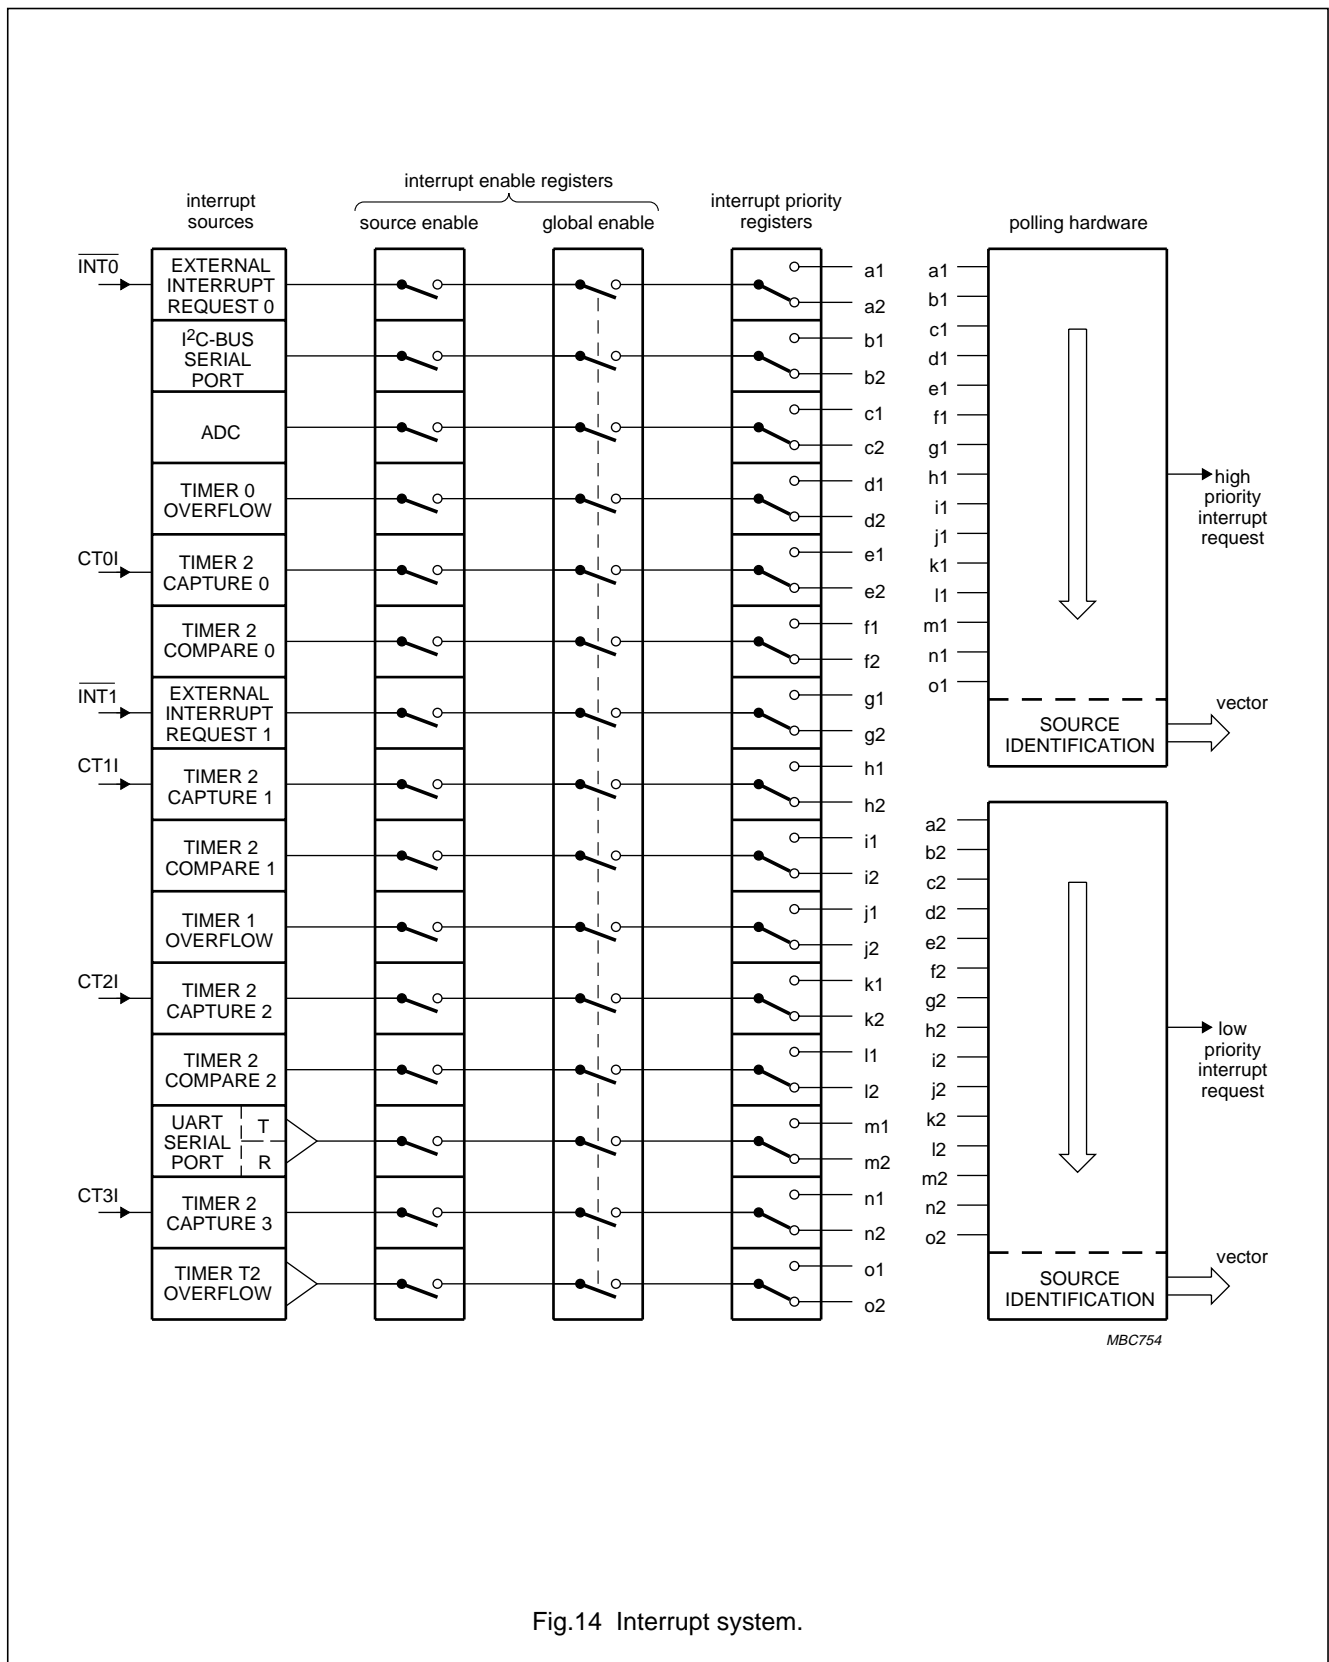 interrupt enable registers
interrupt
sources
source enable
global enable
interrupt priority
registers
polling hardware
INT0
EXTERNAL
INTERRUPT
REQUEST 0
I2C-BUS
SERIAL
PORT
ADC
TIMER 0
OVERFLOW
CT0I
TIMER 2
CAPTURE 0
TIMER 2
COMPARE 0
INT1
EXTERNAL
INTERRUPT
REQUEST 1
CT1I
TIMER 2
CAPTURE 1
TIMER 2
COMPARE 1
TIMER 1
OVERFLOW
CT2I
TIMER 2
CAPTURE 2
TIMER 2
COMPARE 2
UART
SERIAL
PORT
T
R
CT3I
TIMER 2
CAPTURE 3
TIMER T2
OVERFLOW
a1
a2
b1
b2
c1
c2
d1
d2
e1
e2
f1
f2
g1
g2
h1
h2
i1
i2
j1
j2
k1
k2
l1
l2
m1
m2
n1
n2
o1
o2
a1
b1
c1
d1
e1
f1
g1
h1
i1
j1
k1
l1
m1
n1
o1
high
priority
interrupt
request
SOURCE
IDENTIFICATION
vector
a2
b2
c2
d2
e2
f2
g2
h2
i2
j2
k2
l2
m2
n2
o2
low
priority
interrupt
request
SOURCE
IDENTIFICATION
vector
MBC754
Fig.14 Interrupt system.